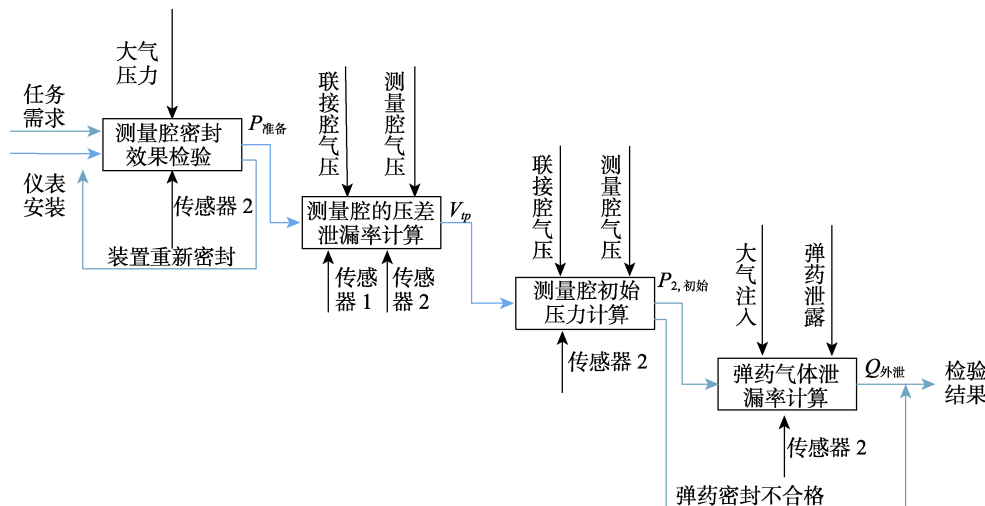 大气
压力
任务
需求
测量腔密封
效果检验
P准备
仪表
安装
传感器 2
装置重新密封
联接腔气压
测量腔气压
测量腔的压差
泄漏率计算
Vtp
传感
器 1
传感
器 2
联接腔气压
测量腔气压
测量腔初始
压力计算
P2, 初始
传感器 2
大气注入
弹药泄露
弹药气体泄
漏率计算
Q外泄
检验
结果
传感器 2
弹药密封不合格